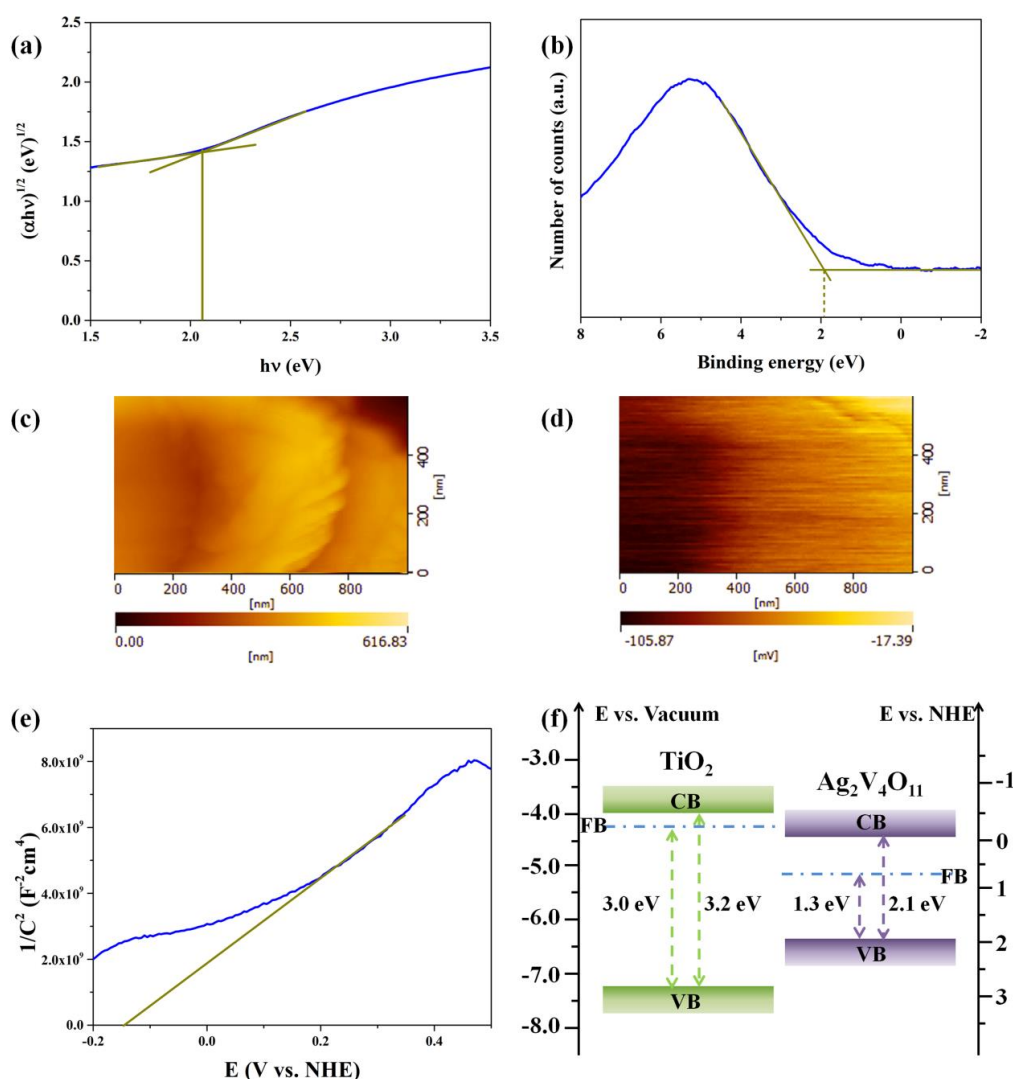 (a)
2.5
2.0
1.5
1.0
0.5
0.0
(αhν)^1/2 (eV)^1/2
1.5 2.0 2.5 3.0 3.5
hν (eV)
(b)
Number of counts (a.u.)
8 6 4 2 0 -2
Binding energy (eV)
(c)
400
200
0
[nm]
0 200 400 600 800
[nm]
0.00 616.83
[nm]
(d)
400
200
0
[nm]
0 200 400 600 800
[nm]
-105.87 -17.39
[mV]
(e)
8.0x10^9
6.0x10^9
4.0x10^9
2.0x10^9
0.0
1/C^2 (F^-2 cm^4)
-0.2 0.0 0.2 0.4
E (V vs. NHE)
(f)
E vs. Vacuum E vs. NHE
-3.0
-4.0
-5.0
-6.0
-7.0
-8.0
TiO₂
CB
FB
3.0 eV 3.2 eV
VB
Ag₂V₄O₁₁
CB
FB
1.3 eV 2.1 eV
VB
-1
0
1
2
3